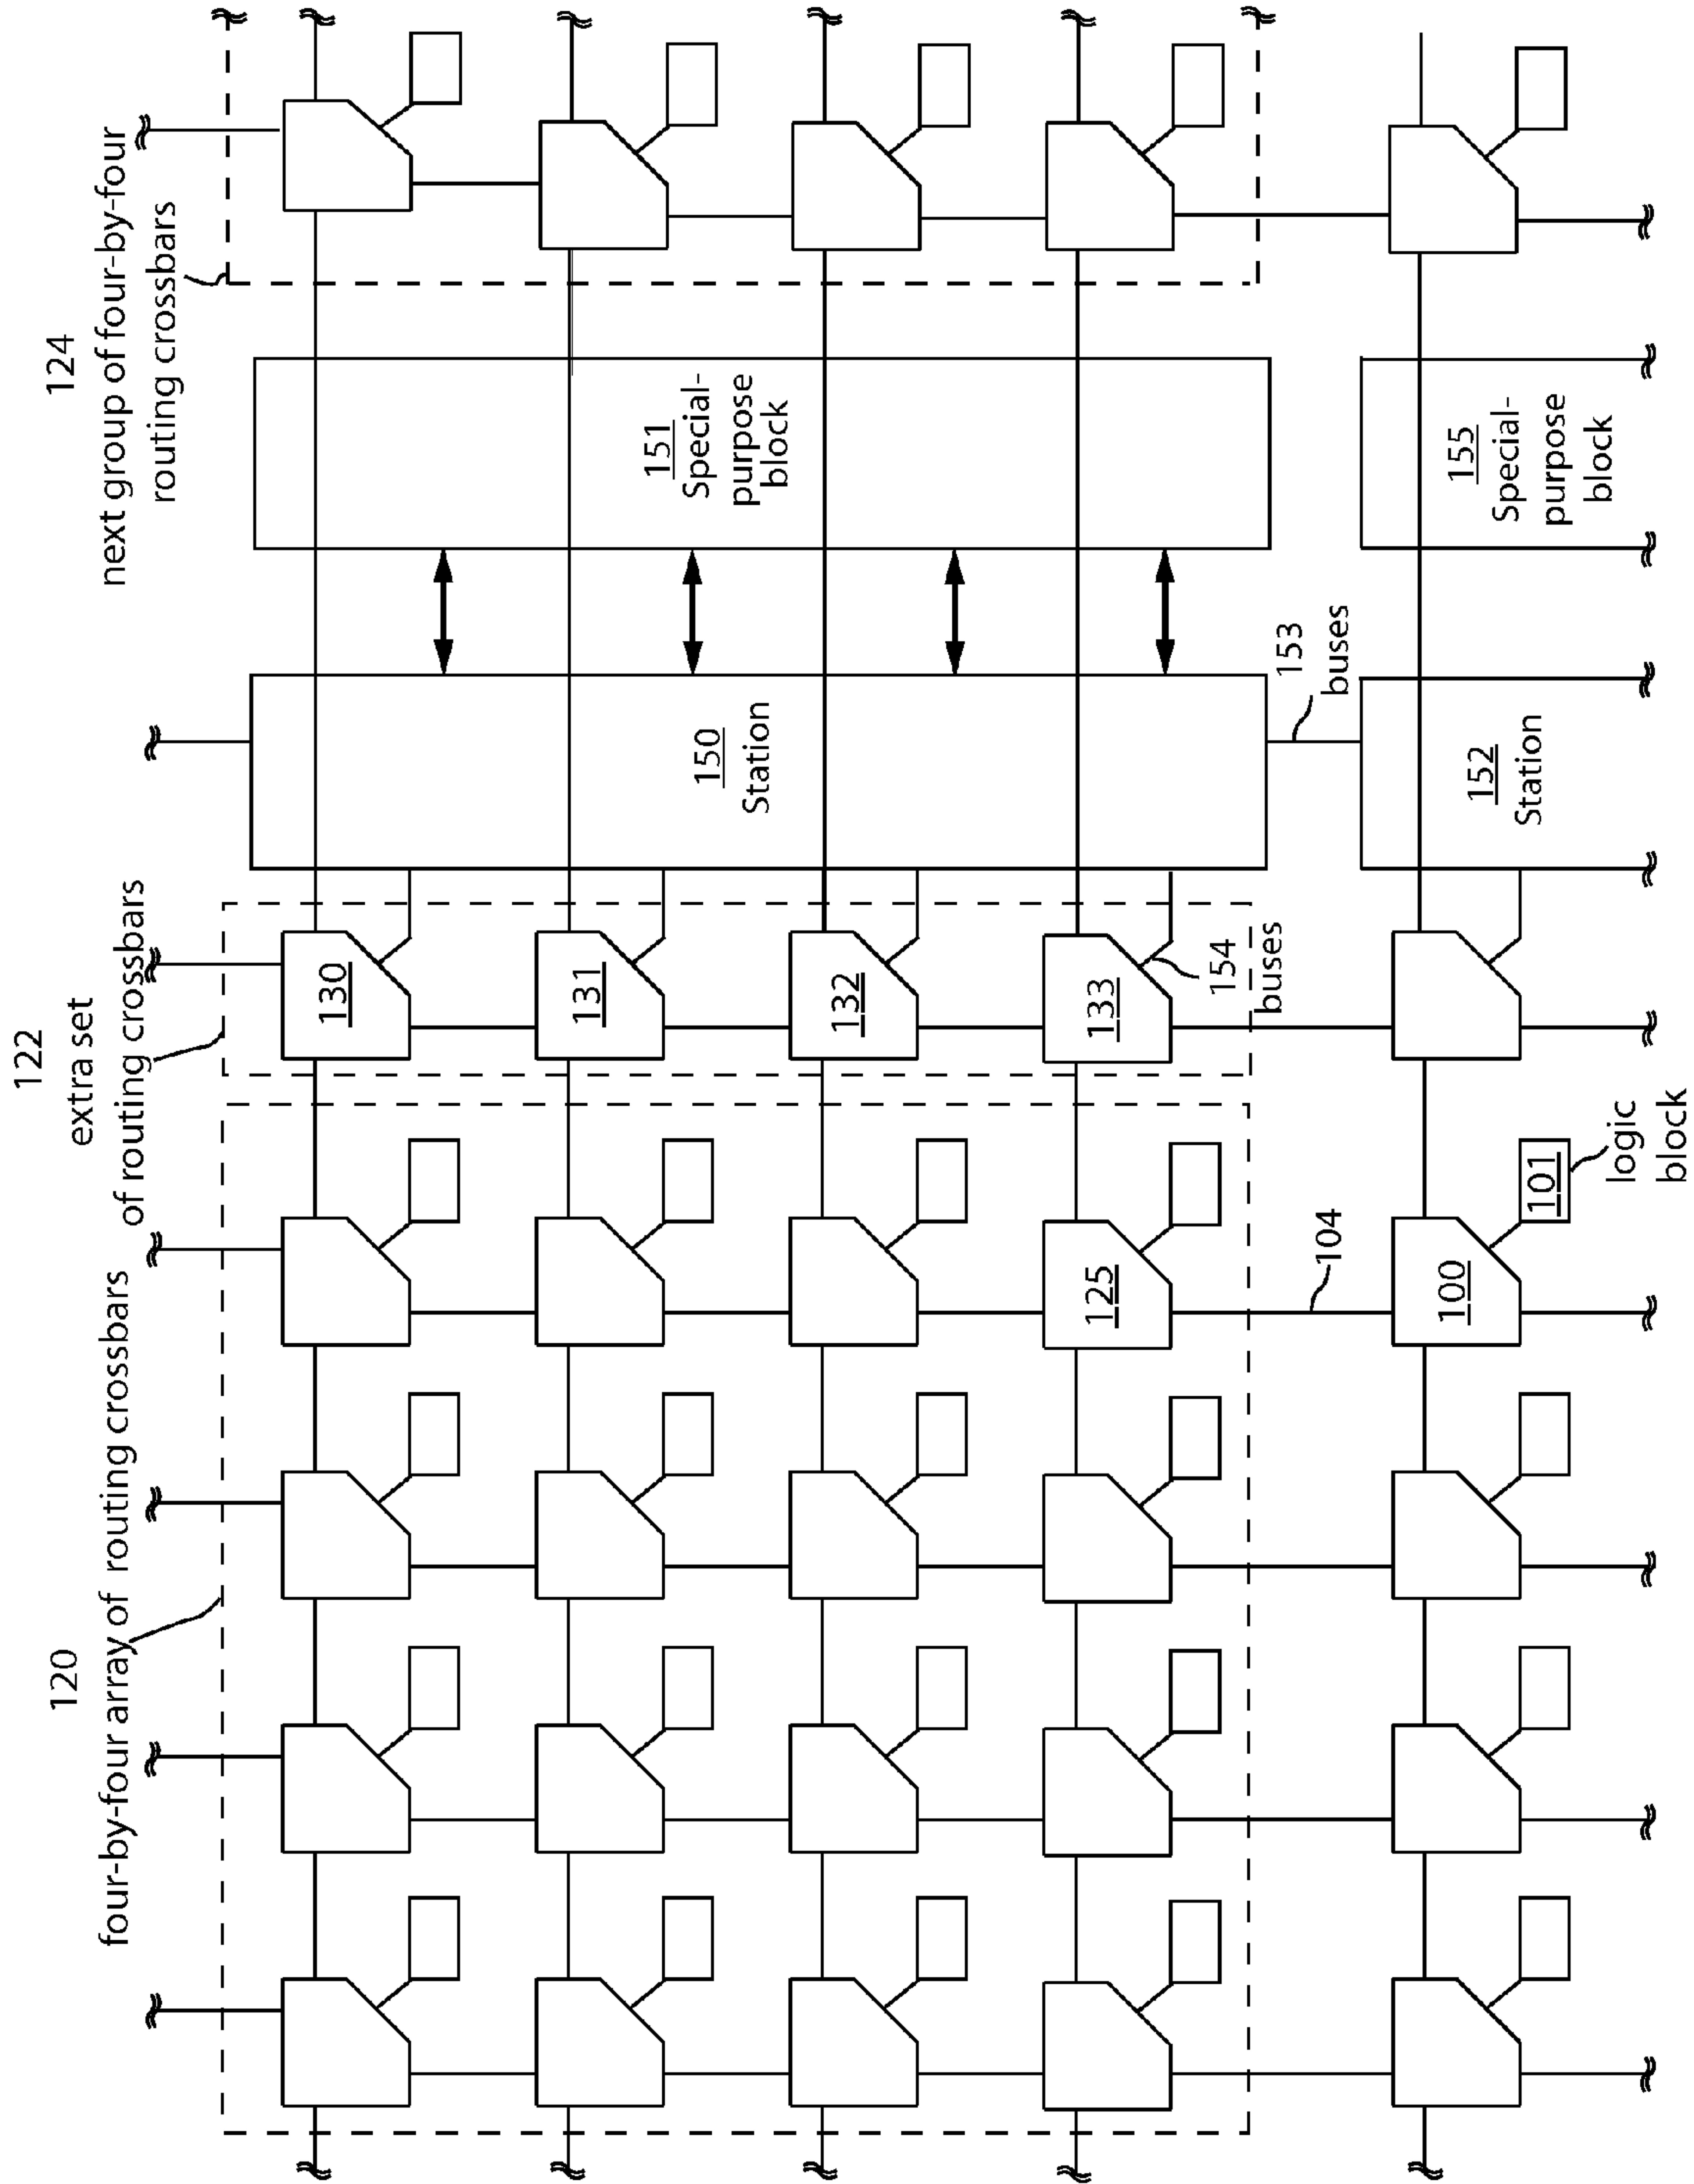 120
four-by-four array of routing crossbars
122
extra set
of routing crossbars
124
next group of four-by-four
routing crossbars
130
131
132
133
154
buses
125
104
100
101
logic
block
150
Station
151
Special-
purpose
block
153
buses
152
Station
155
Special-
purpose
block